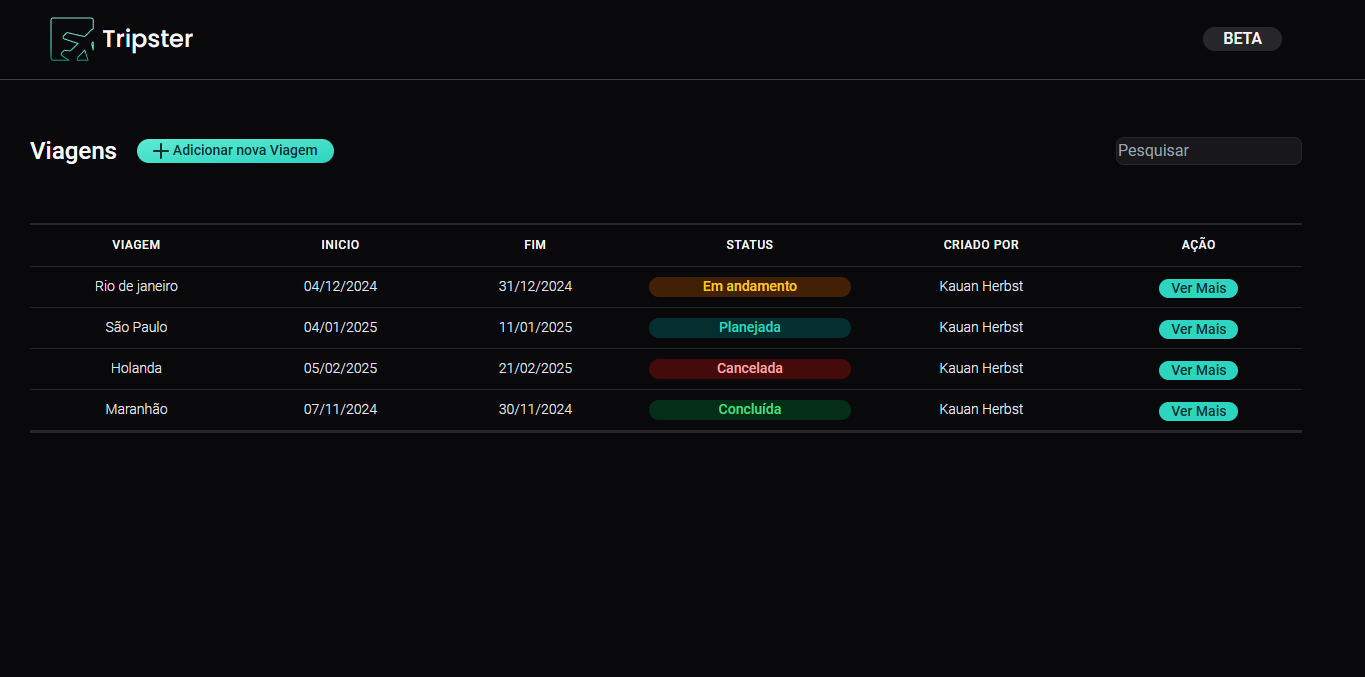 Tripster BETA
Viagens + Adicionar nova Viagem Pesquisar
VIAGEM INICIO FIM STATUS CRIADO POR AÇÃO
Rio de janeiro 04/12/2024 31/12/2024 Em andamento Kauan Herbst Ver Mais
São Paulo 04/01/2025 11/01/2025 Planejada Kauan Herbst Ver Mais
Holanda 05/02/2025 21/02/2025 Cancelada Kauan Herbst Ver Mais
Maranhão 07/11/2024 30/11/2024 Concluída Kauan Herbst Ver Mais